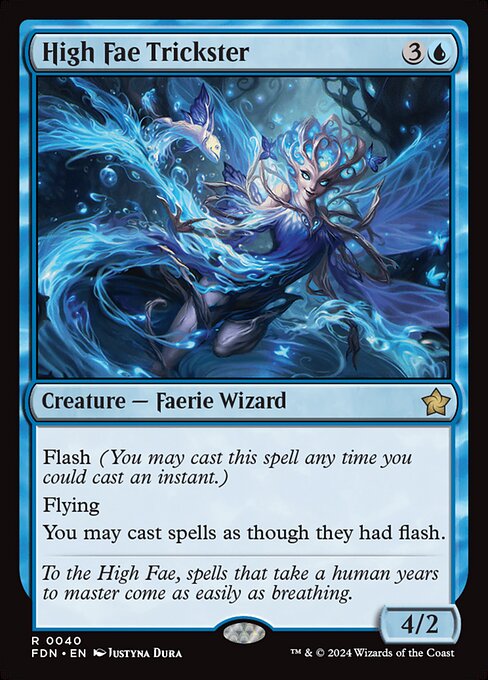 High Fae Trickster 3
Creature — Faerie Wizard
Flash (You may cast this spell any time you
could cast an instant.)
Flying
You may cast spells as though they had flash.
To the High Fae, spells that take a human years
to master come as easily as breathing.
4/2
R 0040
FDN • EN Justyna Dura
™ & © 2024 Wizards of the Coast